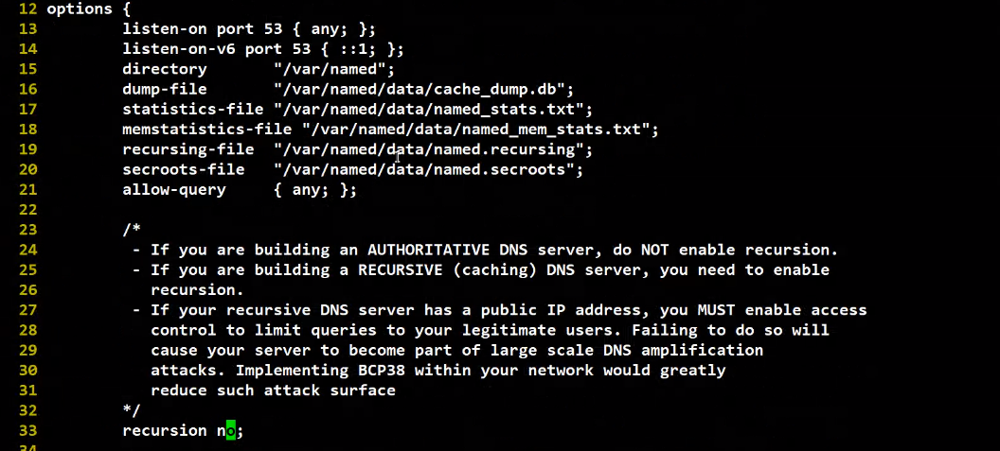 12 options {
13         listen-on port 53 { any; };
14         listen-on-v6 port 53 { ::1; };
15         directory       "/var/named";
16         dump-file       "/var/named/data/cache_dump.db";
17         statistics-file "/var/named/data/named_stats.txt";
18         memstatistics-file "/var/named/data/named_mem_stats.txt";
19         recursing-file  "/var/named/data/named.recursing";
20         secroots-file   "/var/named/data/named.secroots";
21         allow-query     { any; };
22
23         /*
24          - If you are building an AUTHORITATIVE DNS server, do NOT enable recursion.
25          - If you are building a RECURSIVE (caching) DNS server, you need to enable
26            recursion.
27          - If your recursive DNS server has a public IP address, you MUST enable access
28            control to limit queries to your legitimate users. Failing to do so will
29            cause your server to become part of large scale DNS amplification
30            attacks. Implementing BCP38 within your network would greatly
31            reduce such attack surface
32         */
33         recursion no;
34